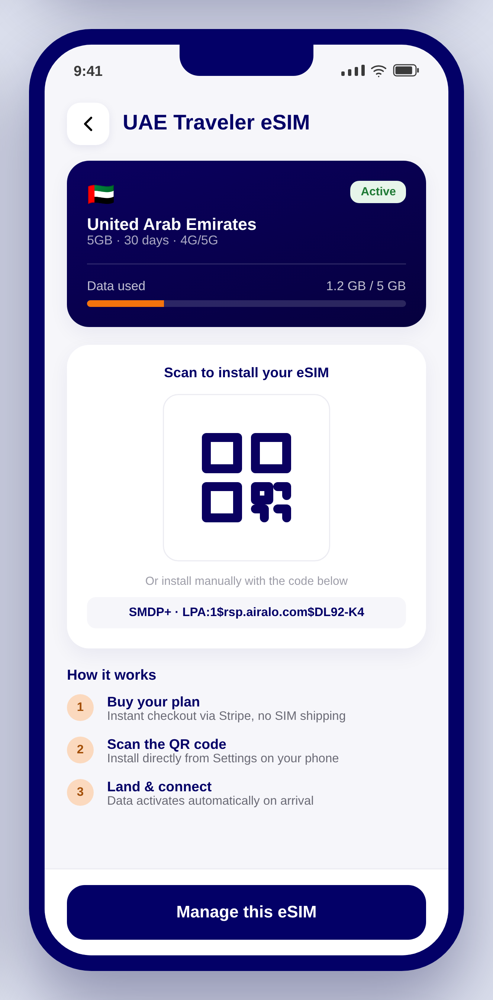 9:41
UAE Traveler eSIM
Active
United Arab Emirates
5GB · 30 days · 4G/5G
Data used 1.2 GB / 5 GB
Scan to install your eSIM
Or install manually with the code below
SMDP+ · LPA:1$rsp.airalo.com$DL92-K4
How it works
1 Buy your plan
Instant checkout via Stripe, no SIM shipping
2 Scan the QR code
Install directly from Settings on your phone
3 Land & connect
Data activates automatically on arrival
Manage this eSIM